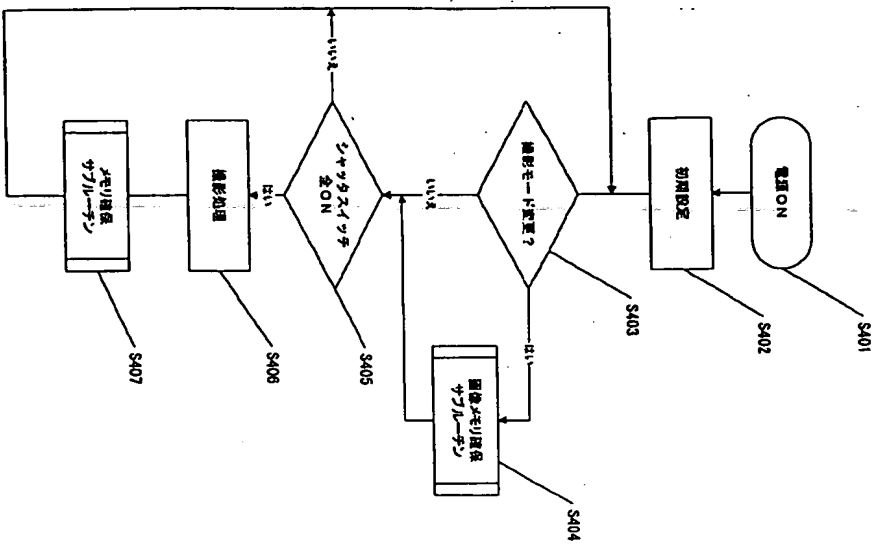 電源ON
S401
初期設定
S402
撮影モード変更?
S403
はい
いいえ
画像メモリ確保
サブルーチン
S404
シャッタスイッチ
全ON
S405
いいえ
はい
撮影処理
S406
メモリ確保
サブルーチン
S407